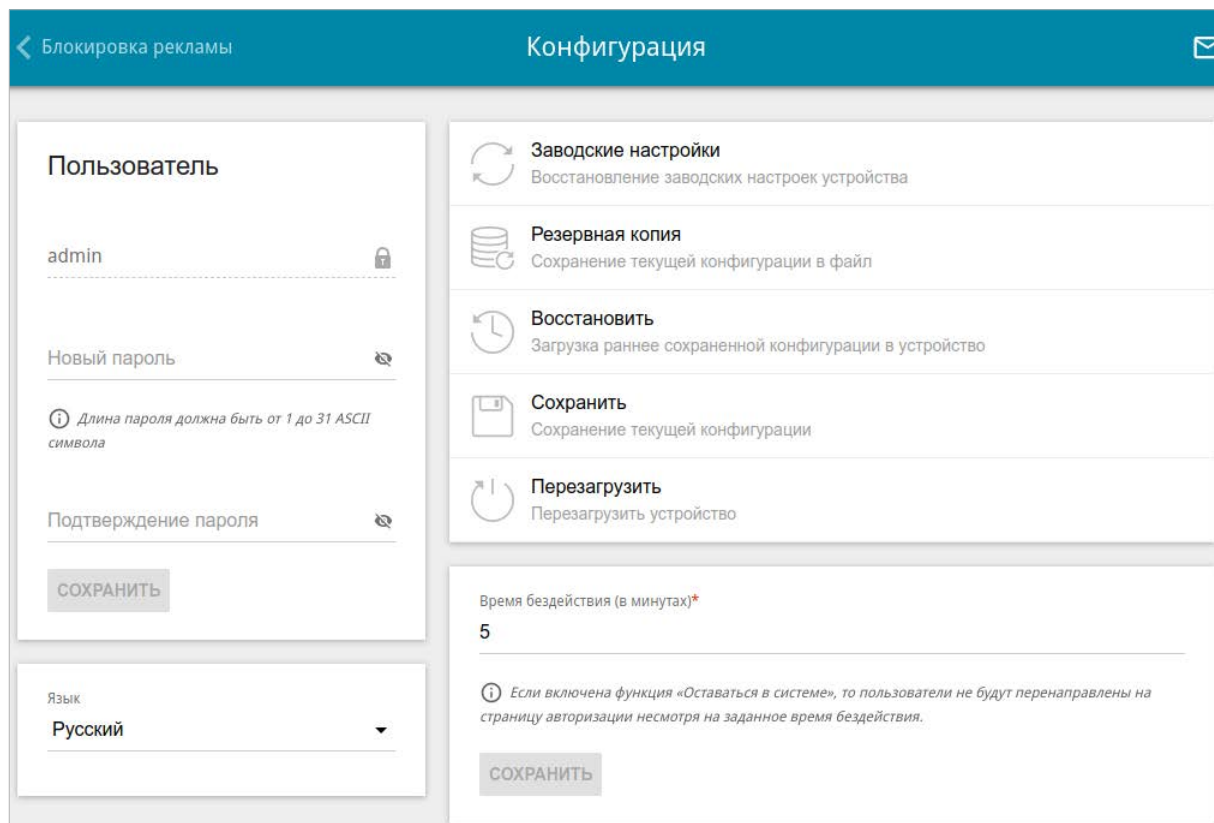 Блокировка рекламы
Конфигурация
Пользователь
admin
Новый пароль
Длина пароля должна быть от 1 до 31 ASCII
символа
Подтверждение пароля
СОХРАНИТЬ
Язык
Русский
Заводские настройки
Восстановление заводских настроек устройства
Резервная копия
Сохранение текущей конфигурации в файл
Восстановить
Загрузка раннее сохраненной конфигурации в устройство
Сохранить
Сохранение текущей конфигурации
Перезагрузить
Перезагрузить устройство
Время бездействия (в минутах)*
5
Если включена функция «Оставаться в системе», то пользователи не будут перенаправлены на
страницу авторизации несмотря на заданное время бездействия.
СОХРАНИТЬ